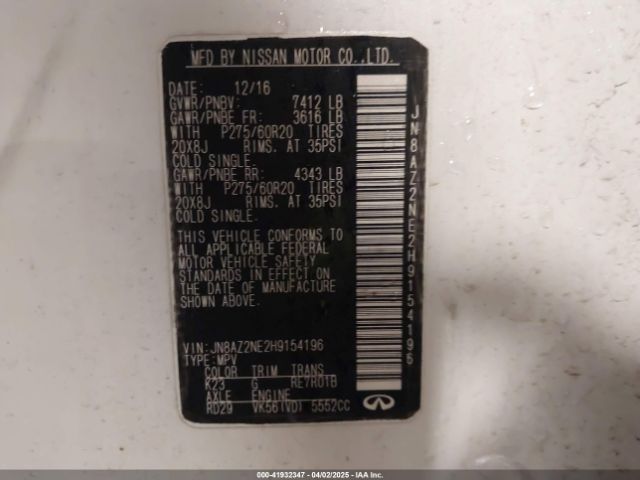 MFD BY NISSAN MOTOR CO.,LTD.
DATE: 12/16
GVWR/PNBV: 7412 LB
GAWR/PNBE FR: 3616 LB
WITH P275/60R20 TIRES
20X8J RIMS. AT 35PSI
COLD SINGLE.
GAWR/PNBE RR: 4343 LB
WITH P275/60R20 TIRES
20X8J RIMS. AT 35PSI
COLD SINGLE.
THIS VEHICLE CONFORMS TO
ALL APPLICABLE FEDERAL
MOTOR VEHICLE SAFETY
STANDARDS IN EFFECT ON
THE DATE OF MANUFACTURE
SHOWN ABOVE.
VIN:JN8AZ2NE2H9154196
TYPE:MPV
COLOR TRIM TRANS
K23 G RE7R01B
AXLE ENGINE
RD29 VK56(VD) 5552CC
JN8AZ2NE2H9154196
INFINITI
000-41932347 | 04/02/2025 - Copyright © IAA